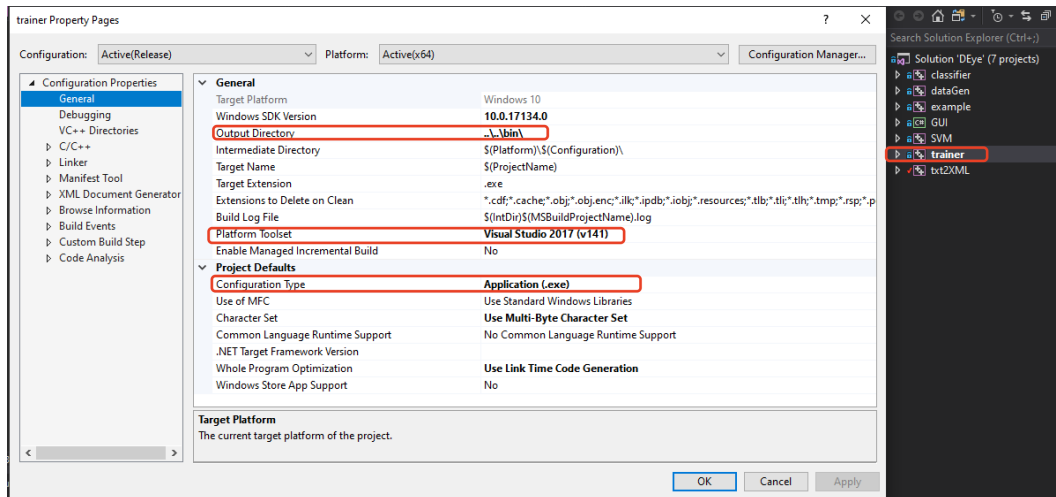 trainer Property Pages ? ×
Configuration: Active(Release) Platform: Active(x64) Configuration Manager...
Configuration Properties
General
Debugging
VC++ Directories
C/C++
Linker
Manifest Tool
XML Document Generator
Browse Information
Build Events
Custom Build Step
Code Analysis
General
Target Platform Windows 10
Windows SDK Version 10.0.17134.0
Output Directory ..\..\bin\
Intermediate Directory $(Platform)\$(Configuration)\
Target Name $(ProjectName)
Target Extension .exe
Extensions to Delete on Clean *.cdf;*.cache;*.obj;*.obj.enc;*.ilk;*.ipdb;*.iobj;*.resources;*.tlb;*.tli;*.tlh;*.tmp;*.rsp;*.p
Build Log File $(IntDir)$(MSBuildProjectName).log
Platform Toolset Visual Studio 2017 (v141)
Enable Managed Incremental Build No
Project Defaults
Configuration Type Application (.exe)
Use of MFC Use Standard Windows Libraries
Character Set Use Multi-Byte Character Set
Common Language Runtime Support No Common Language Runtime Support
.NET Target Framework Version
Whole Program Optimization Use Link Time Code Generation
Windows Store App Support No
Target Platform
The current target platform of the project.
OK Cancel Apply
Search Solution Explorer (Ctrl+;)
Solution 'DEye' (7 projects)
classifier
dataGen
example
C# GUI
SVM
trainer
txt2XML